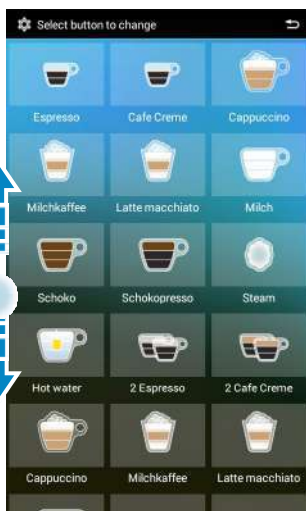 Select button to change
Espresso Cafe Creme Cappuccino
Milchkaffee Latte macchiato Milch
Schoko Schokopresso Steam
Hot water 2 Espresso 2 Cafe Creme
Cappuccino Milchkaffee Latte macchiato